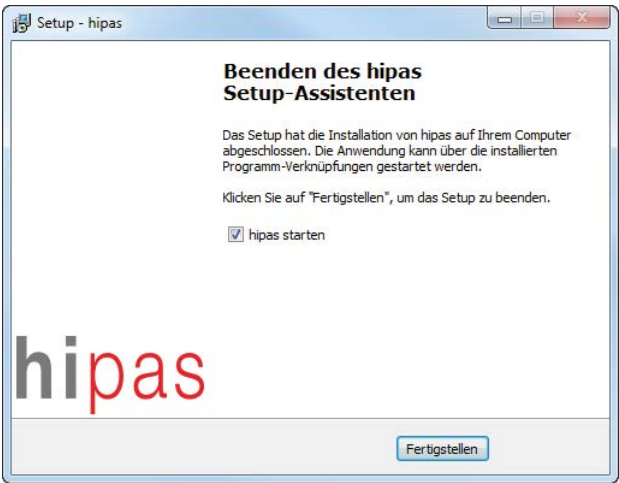 Setup - hipas
Beenden des hipas
Setup-Assistenten
Das Setup hat die Installation von hipas auf Ihrem Computer
abgeschlossen. Die Anwendung kann über die installierten
Programm-Verknüpfungen gestartet werden.
Klicken Sie auf "Fertigstellen", um das Setup zu beenden.
hipas starten
hipas
Fertigstellen